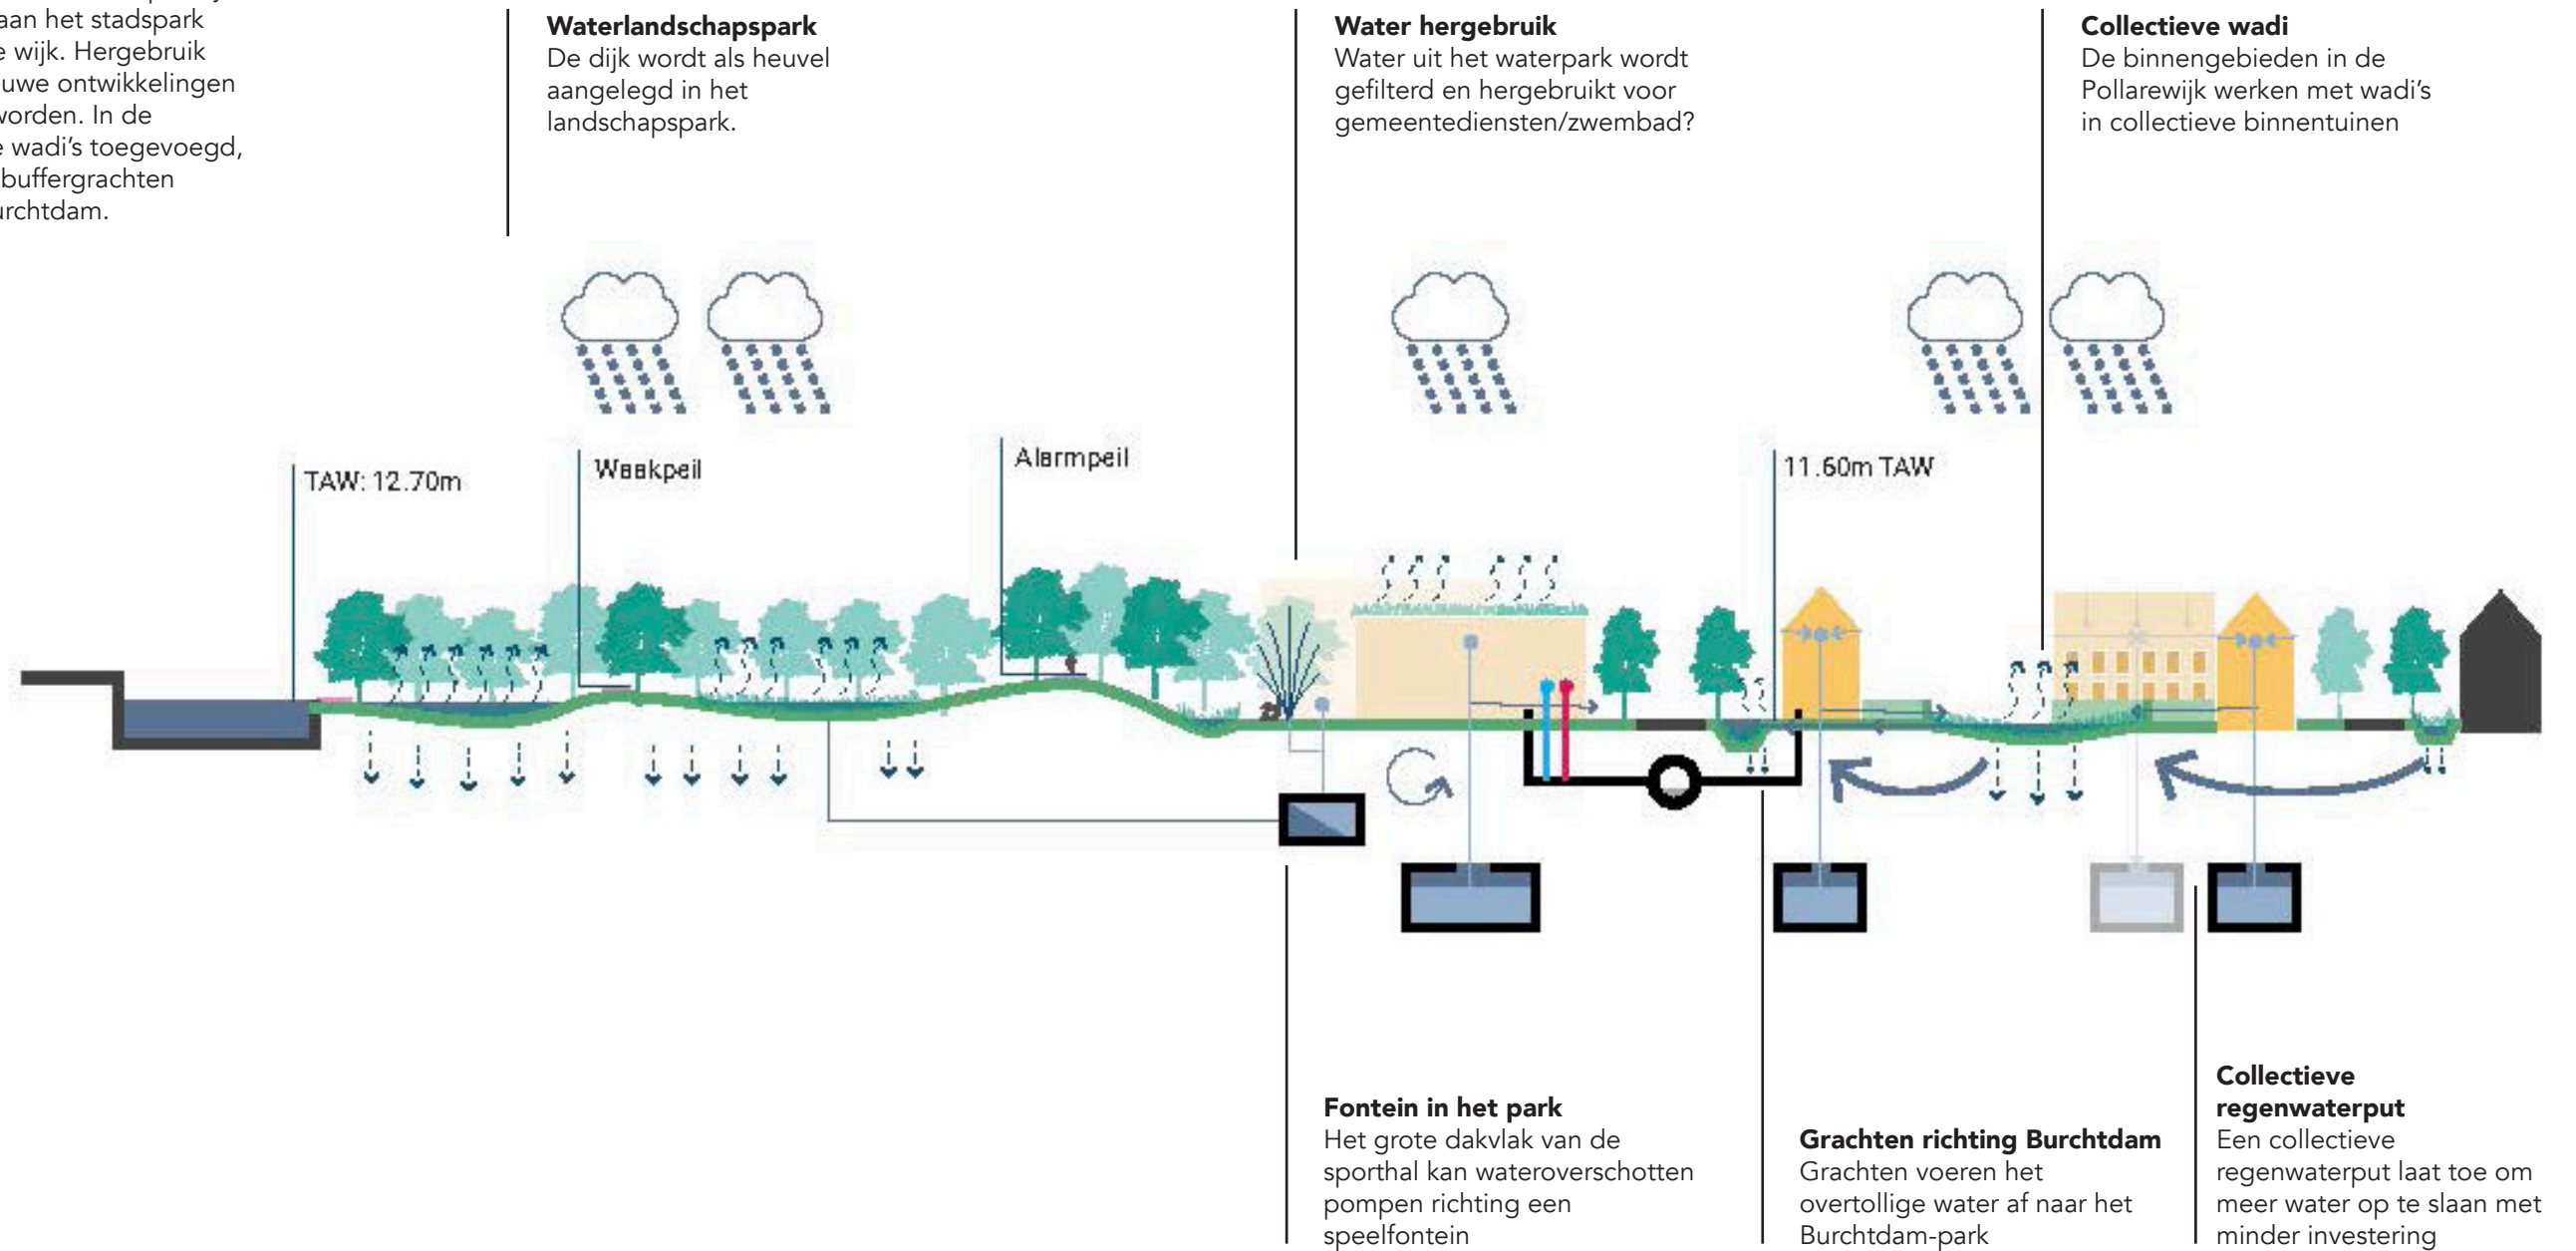 aan het stadspark
e wijk. Hergebruik
uwe ontwikkelingen
worden. In de
e wadi's toegevoegd,
buffergrachten
urchtdam.
Waterlandschapspark
De dijk wordt als heuvel
aangelegd in het
landschapspark.
Water hergebruik
Water uit het waterpark wordt
gefilterd en hergebruikt voor
gemeentediensten/zwembad?
Collectieve wadi
De binnengebieden in de
Pollarewijk werken met wadi's
in collectieve binnentuinen
TAW: 12.70m
Waakpeil
Alarmpeil
11.60m TAW
Fontein in het park
Het grote dakvlak van de
sporthal kan wateroverschotten
pompen richting een
speelfontein
Grachten richting Burchtdam
Grachten voeren het
overtollige water af naar het
Burchtdam-park
Collectieve
regenwaterput
Een collectieve
regenwaterput laat toe om
meer water op te slaan met
minder investering